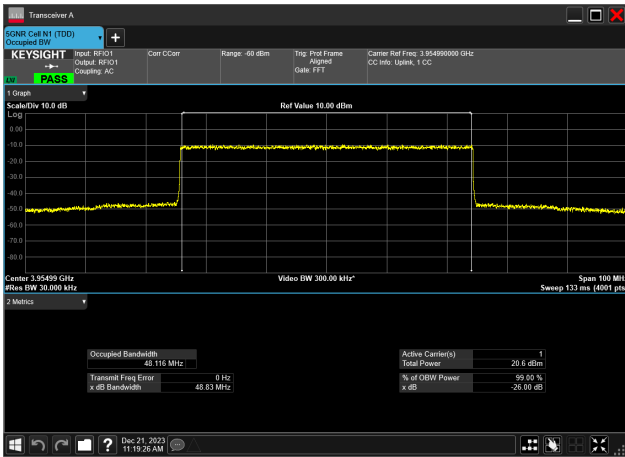 Transceiver A
5GNR Cell N1 (TDD)
Occupied BW
KEYSIGHT
Input: RFIO1
Output: RFIO1
Coupling: AC
Corr CCorr
Range: -60 dBm
Trig: Prot Frame
Aligned
Gate: FFT
Carrier Ref Freq: 3.954990000 GHz
CC Info: Uplink, 1 CC
PASS
1 Graph
Scale/Div 10.0 dB
Ref Value 10.00 dBm
Log
0.00
-10.0
-20.0
-30.0
-40.0
-50.0
-60.0
-70.0
-80.0
Center 3.95499 GHz
Video BW 300.00 kHz*
Span 100 MHz
#Res BW 30.000 kHz
Sweep 133 ms (4001 pts
2 Metrics
Occupied Bandwidth
48.116 MHz
Transmit Freq Error 0 Hz
x dB Bandwidth 48.83 MHz
Active Carrier(s) 1
Total Power 20.6 dBm
% of OBW Power 99.00 %
x dB -26.00 dB
Dec 21, 2023
11:19:26 AM